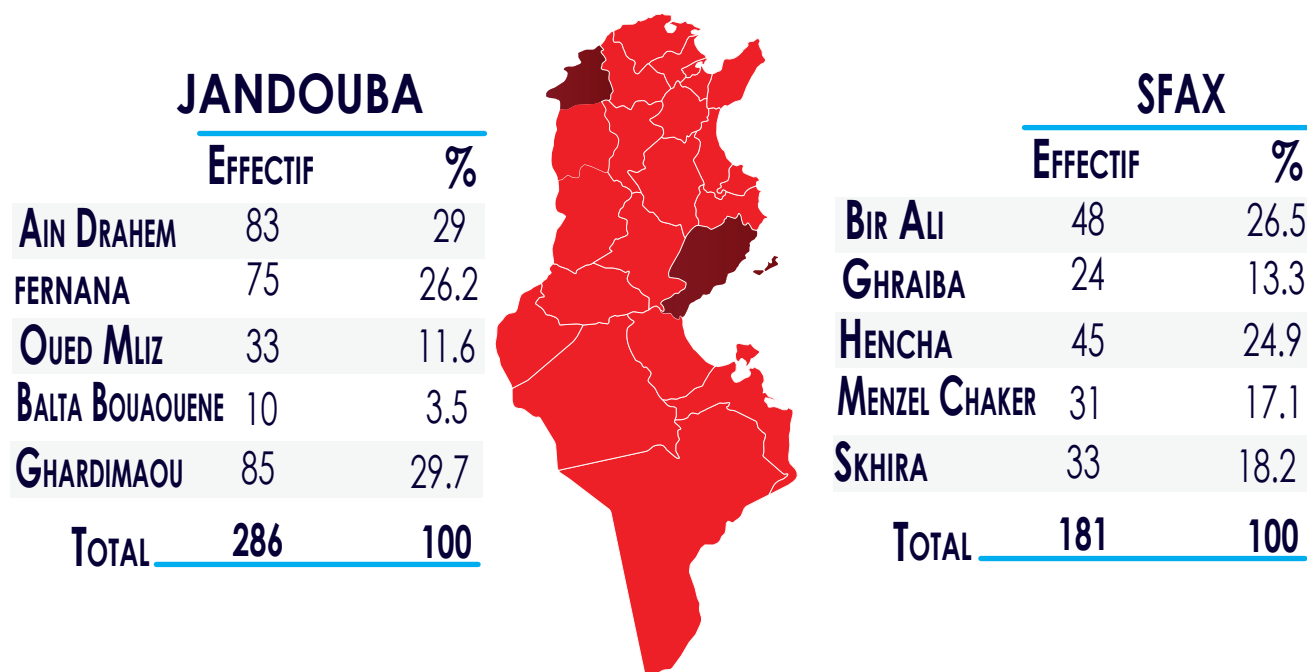 JANDOUBA
EFFECTIF %
AIN DRAHEM 83 29
FERNANA 75 26.2
OUED MLIZ 33 11.6
BALTA BOUAOUENE 10 3.5
GHARDIMAOU 85 29.7
TOTAL 286 100
SFAX
EFFECTIF %
BIR ALI 48 26.5
GHRAIBA 24 13.3
HENCHA 45 24.9
MENZEL CHAKER 31 17.1
SKHIRA 33 18.2
TOTAL 181 100